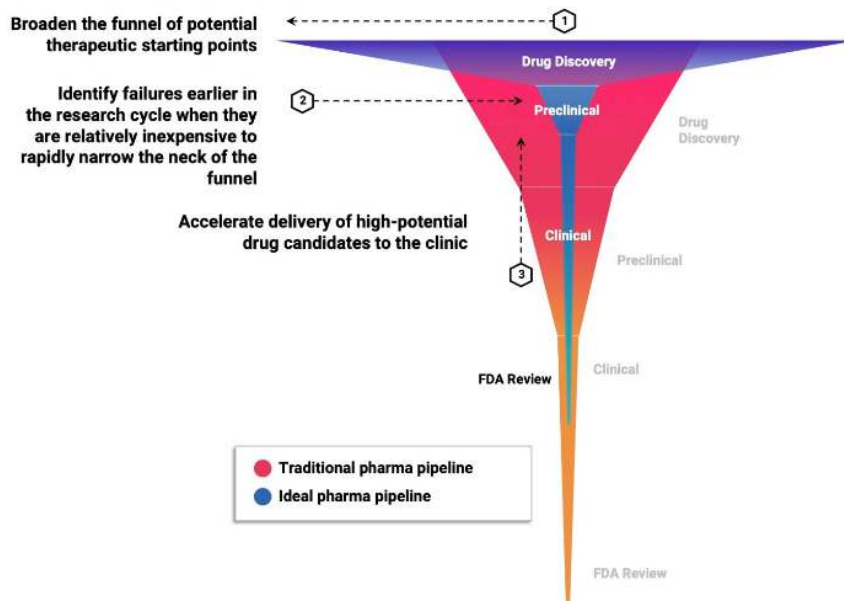 1
Broaden the funnel of potential
therapeutic starting points
Drug Discovery
Identify failures earlier in
the research cycle when they
are relatively inexpensive to
rapidly narrow the neck of the
funnel
2
Preclinical
Drug
Discovery
Accelerate delivery of high-potential
drug candidates to the clinic
3
Clinical
Preclinical
FDA Review
Clinical
Traditional pharma pipeline
Ideal pharma pipeline
FDA Review